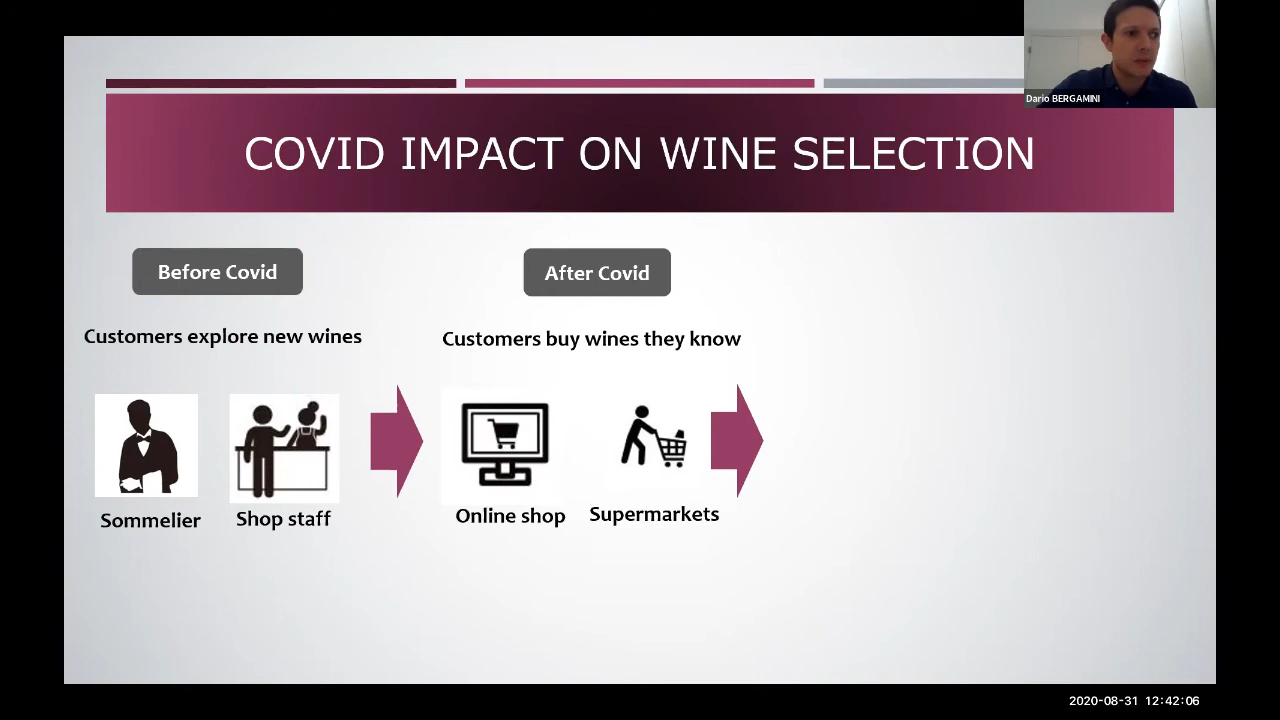 Dario BERGAMINI
COVID IMPACT ON WINE SELECTION
Before Covid
After Covid
Customers explore new wines
Customers buy wines they know
Sommelier
Shop staff
Online shop
Supermarkets
2020-08-31 12:42:06